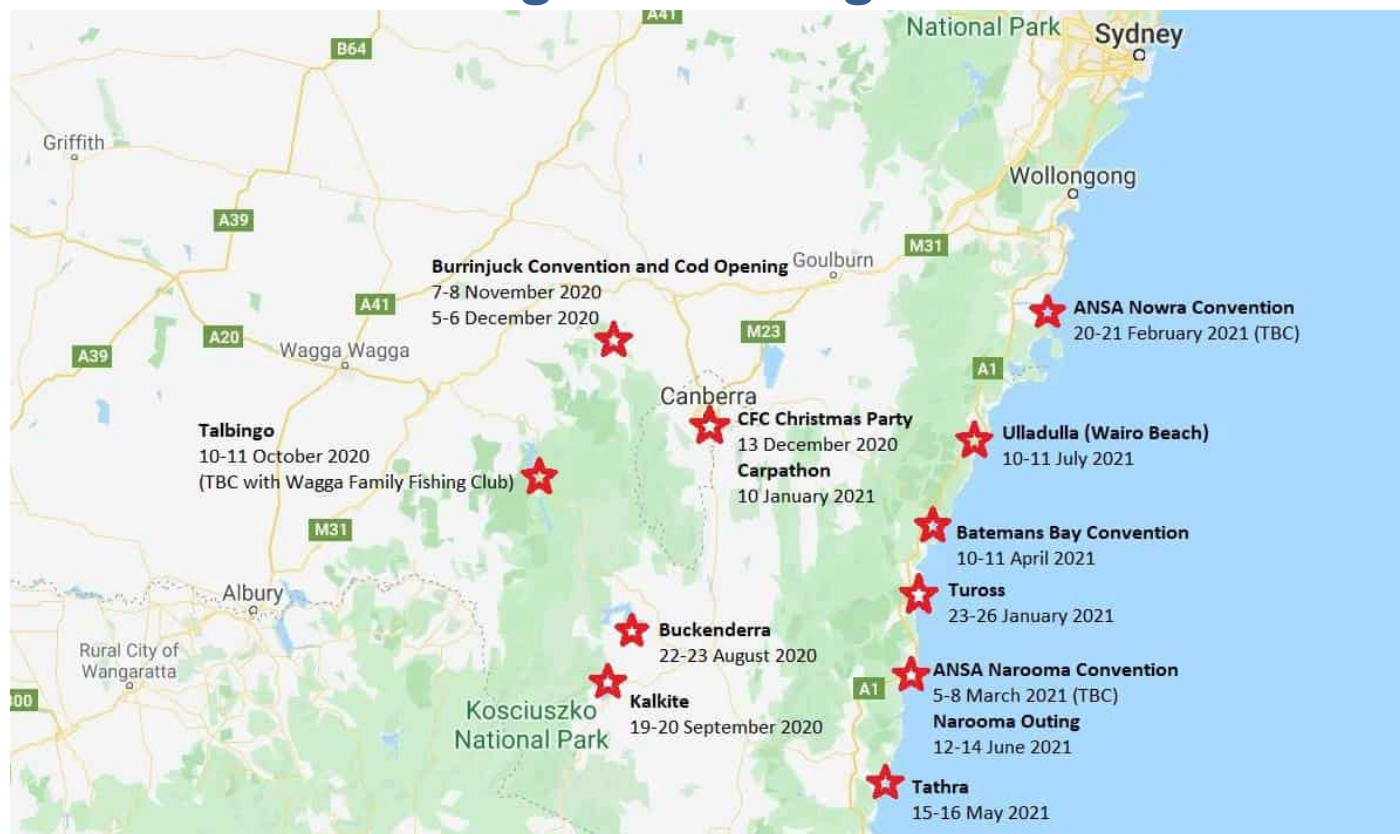 National Park
Sydney
A41
B64
Griffith
Wollongong
A39
M31
Burrinjuck Convention and Cod Opening
7-8 November 2020
5-6 December 2020
Goulburn
A41
ANSA Nowra Convention
20-21 February 2021 (TBC)
A20
M23
A39
Wagga Wagga
A1
Canberra
CFC Christmas Party
13 December 2020
Carpathon
10 January 2021
Talbingo
10-11 October 2020
(TBC with Wagga Family Fishing Club)
Ulladulla (Wairo Beach)
10-11 July 2021
M31
Batemans Bay Convention
10-11 April 2021
Albury
Tuross
23-26 January 2021
Buckenderra
22-23 August 2020
Rural City of
Wangaratta
ANSA Narooma Convention
5-8 March 2021 (TBC)
Narooma Outing
12-14 June 2021
A1
Kalkite
19-20 September 2020
Kosciuszko
National Park
Tathra
15-16 May 2021